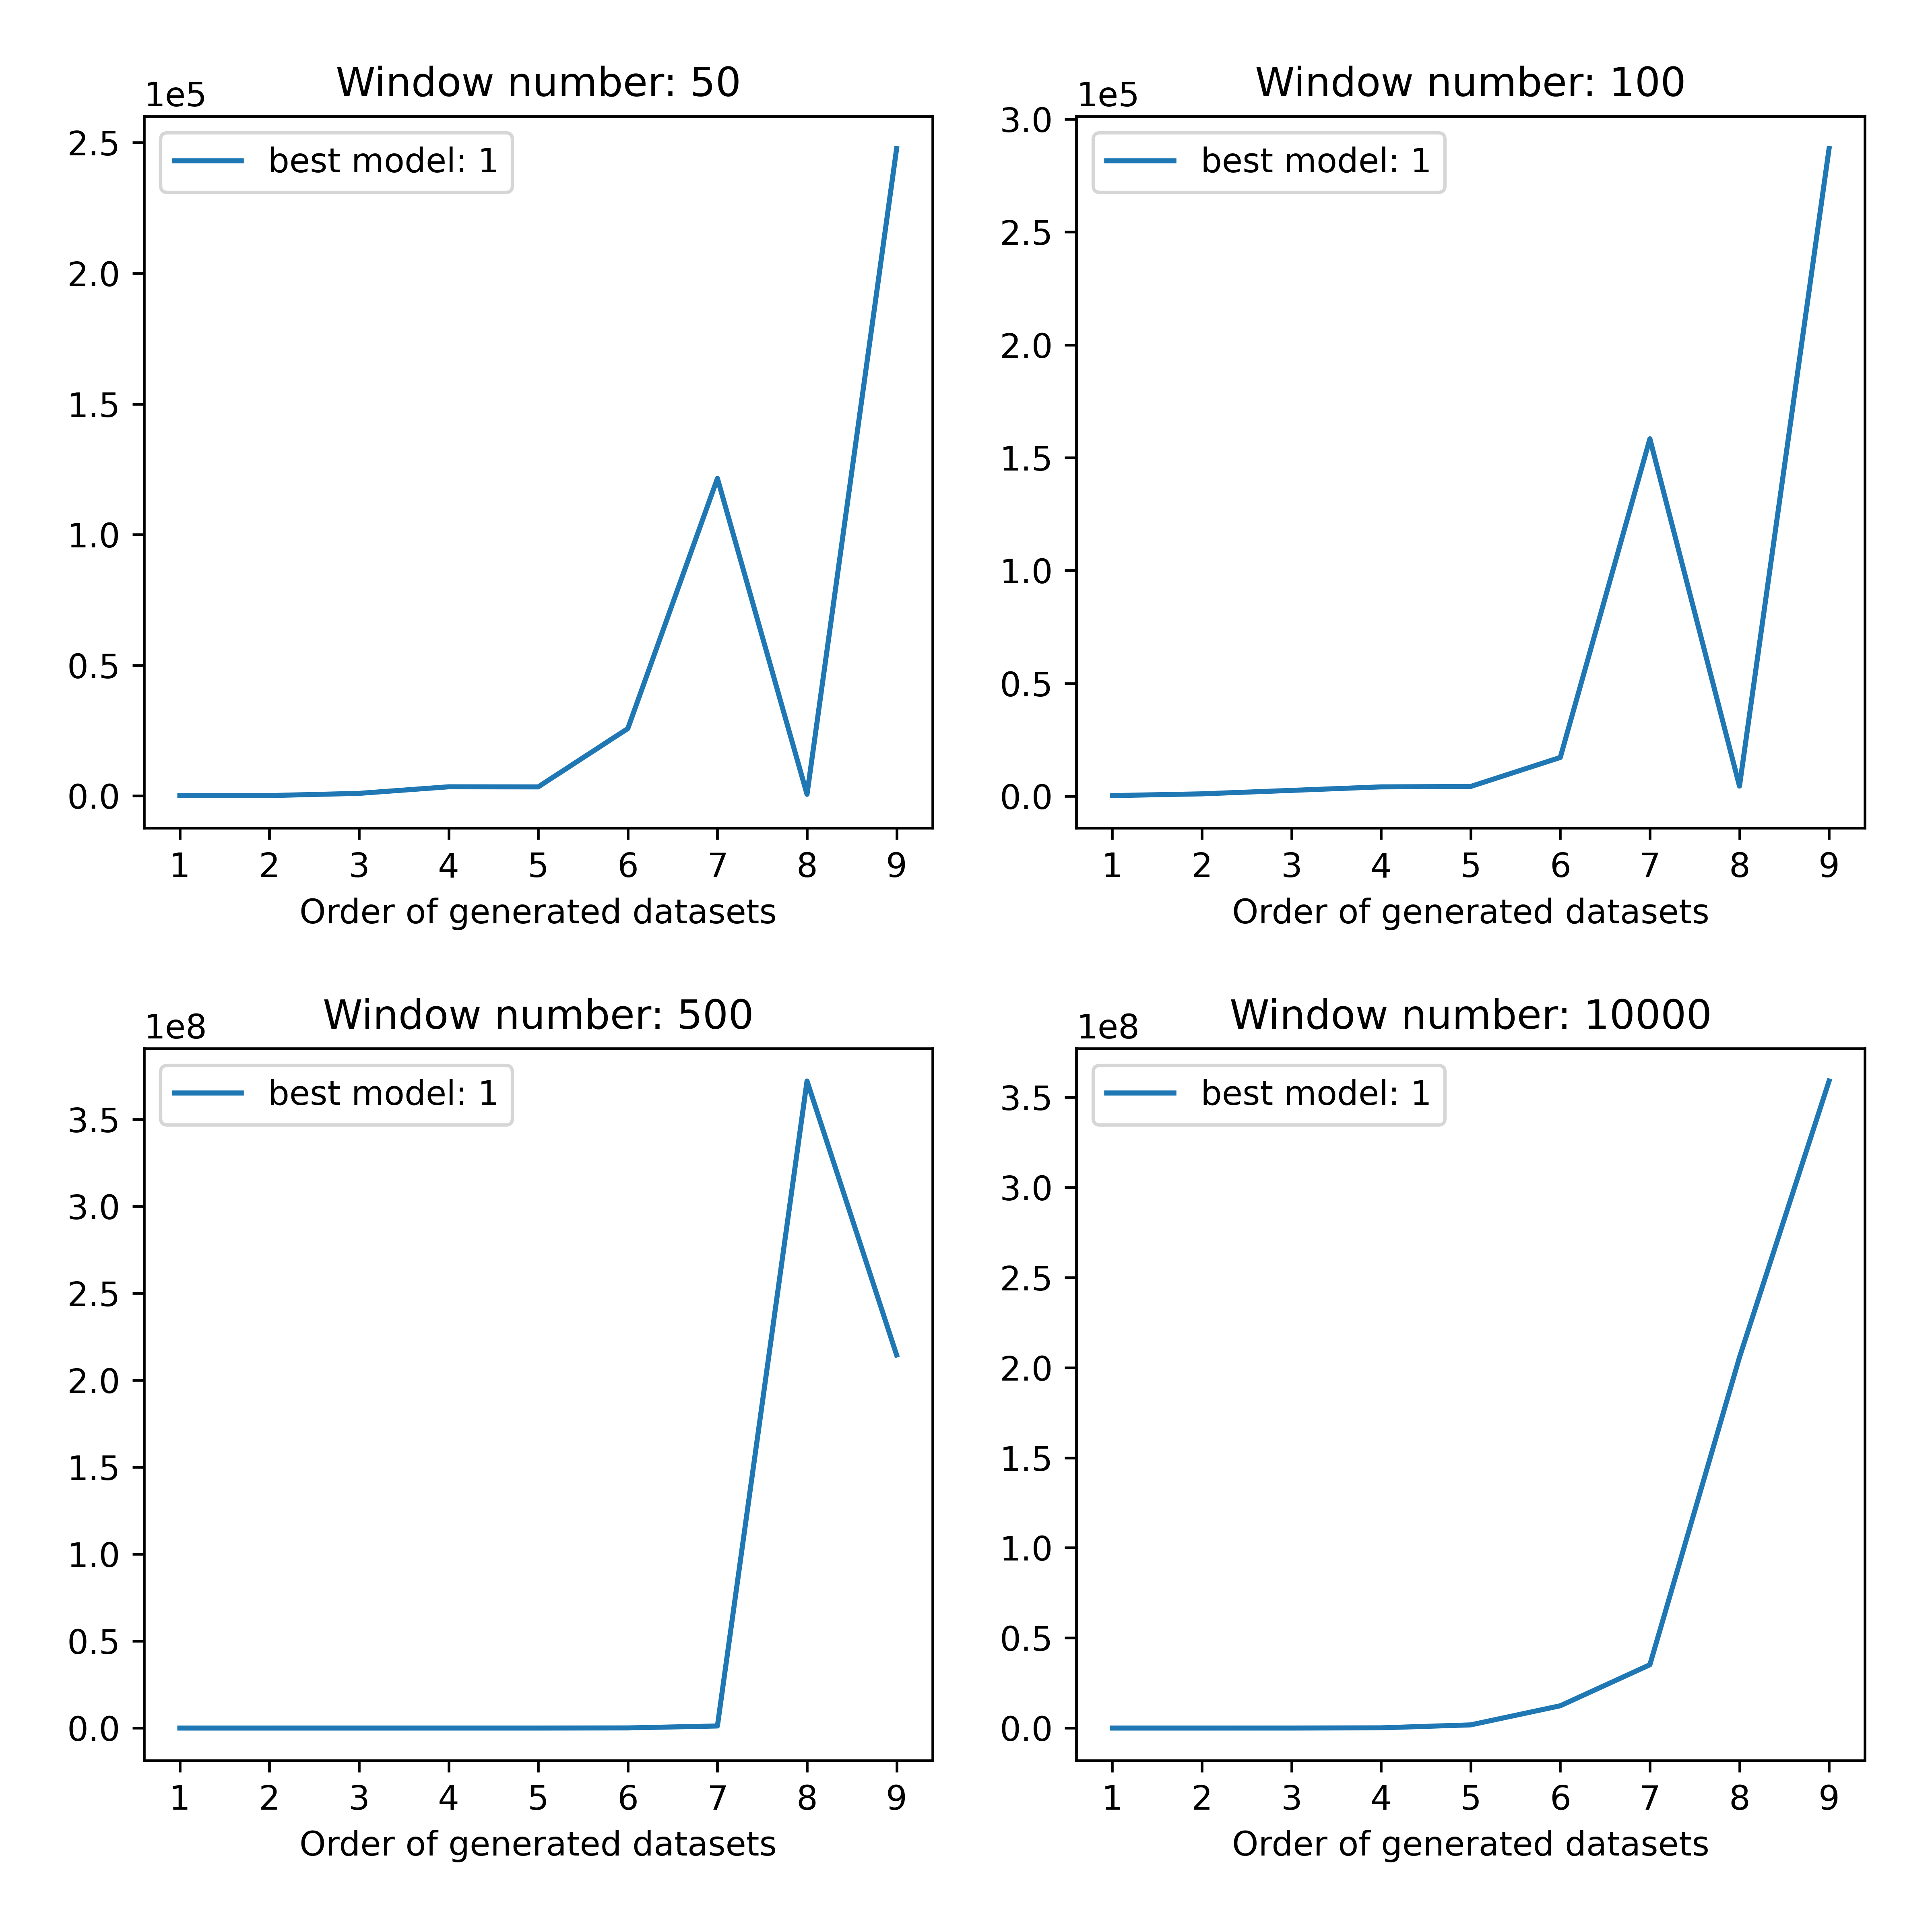 Window number: 50
1e5
best model: 1
2.5
2.0
1.5
1.0
0.5
0.0
1 2 3 4 5 6 7 8 9
Order of generated datasets
Window number: 100
1e5
best model: 1
3.0
2.5
2.0
1.5
1.0
0.5
0.0
1 2 3 4 5 6 7 8 9
Order of generated datasets
Window number: 500
1e8
best model: 1
3.5
3.0
2.5
2.0
1.5
1.0
0.5
0.0
1 2 3 4 5 6 7 8 9
Order of generated datasets
Window number: 10000
1e8
best model: 1
3.5
3.0
2.5
2.0
1.5
1.0
0.5
0.0
1 2 3 4 5 6 7 8 9
Order of generated datasets